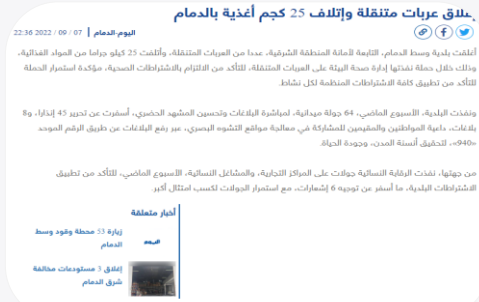 إغلاق عربات متنقلة وإتلاف 25 كجم أغذية بالدمام
اليوم-الدمام | 07 / 09 / 2022 22:36
أغلقت بلدية وسط الدمام، التابعة لأمانة المنطقة الشرقية، عددا من العربات المتنقلة، وأتلفت 25 كيلو جراما من المواد الغذائية،
وذلك خلال حملة نفذتها إدارة صحة البيئة على العربات المتنقلة، للتأكد من الالتزام بالاشتراطات الصحية، مؤكدة استمرار الحملة
للتأكد من تطبيق كافة الاشتراطات المنظمة لكل نشاط.
ونفذت البلدية، الأسبوع الماضي، 64 جولة ميدانية، لمباشرة البلاغات وتحسين المشهد الحضري، أسفرت عن تحرير 45 إنذارا، و8
بلاغات، داعية المواطنين والمقيمين للمشاركة في معالجة مواقع التشوه البصري، عبر رفع البلاغات عن طريق الرقم الموحد
«940»، لتحقيق أنسنة المدن، وجودة الحياة.
من جهتها، نفذت الرقابة النسائية جولات على المراكز التجارية، والمشاغل النسائية، الأسبوع الماضي، للتأكد من تطبيق
الاشتراطات البلدية، ما أسفر عن توجيه 6 إشعارات، مع استمرار الجولات لكسب امتثال أكبر.
أخبار متعلقة
زيارة 53 محطة وقود وسط
الدمام
اليوم
إغلاق 3 مستودعات مخالفة
شرق الدمام